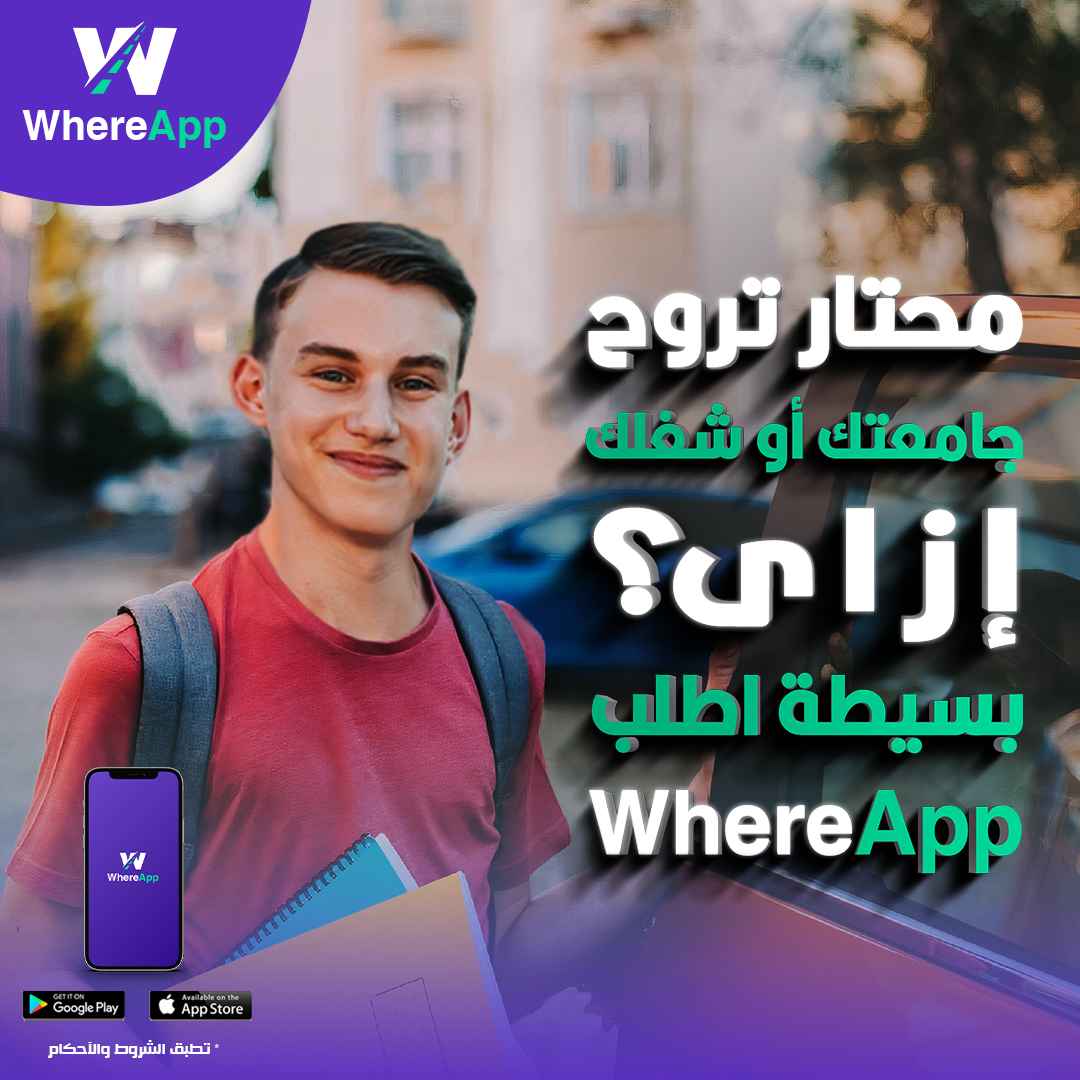 WhereApp
محتار تروح
جامعتك أو شغلك
إزاى؟
بسيطة اطلب
WhereApp
WhereApp
GET IT ON
Google Play
Available on the
App Store
* تطبق الشروط والأحكام